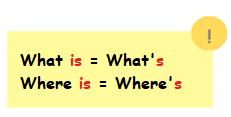 !
What is = What's
Where is = Where's